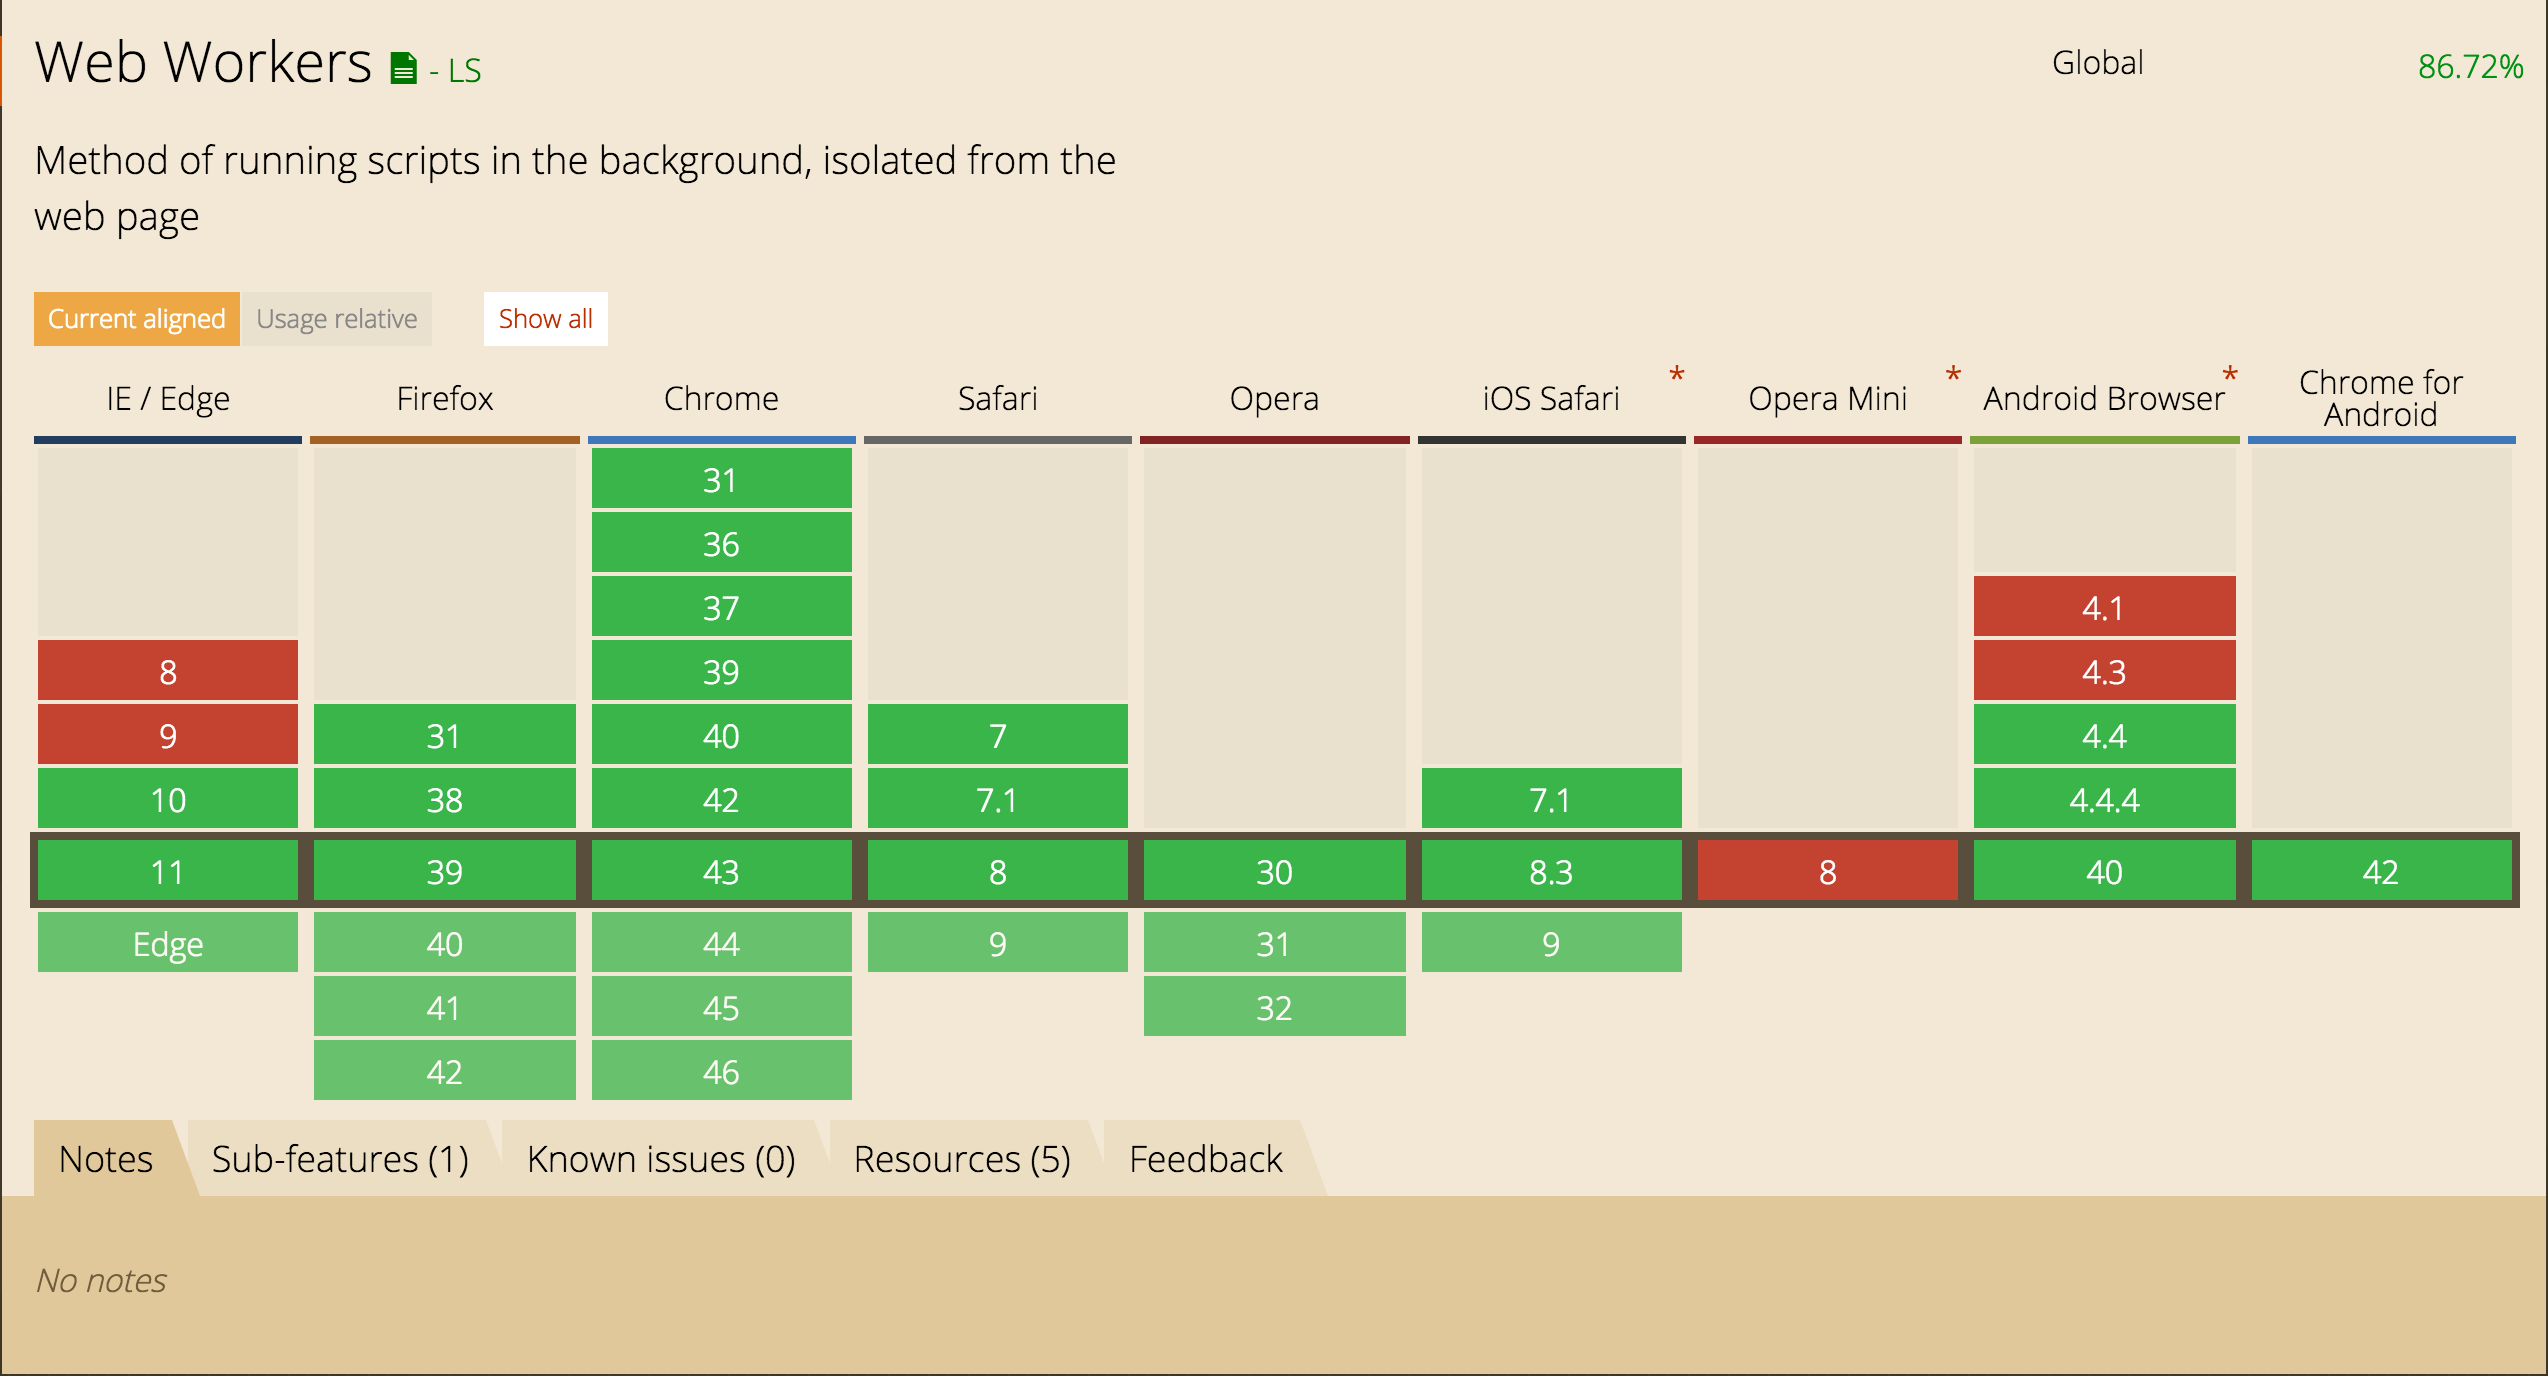 Web Workers - LS
Global 86.72%
Method of running scripts in the background, isolated from the
web page
Current aligned Usage relative Show all
IE / Edge Firefox Chrome Safari Opera iOS Safari * Opera Mini * Android Browser * Chrome for
Android
31
36
37 4.1
8 39 4.3
9 31 40 7 4.4
10 38 42 7.1 7.1 4.4.4
11 39 43 8 30 8.3 8 40 42
Edge 40 44 9 31 9
41 45 32
42 46
Notes Sub-features (1) Known issues (0) Resources (5) Feedback
No notes